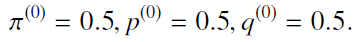 π⁽⁰⁾ = 0.5, p⁽⁰⁾ = 0.5, q⁽⁰⁾ = 0.5.